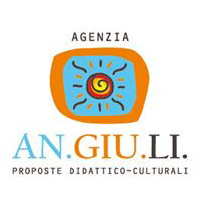 AGENZIA
AN.GIU.LI.
PROPOSTE DIDATTICO-CULTURALI